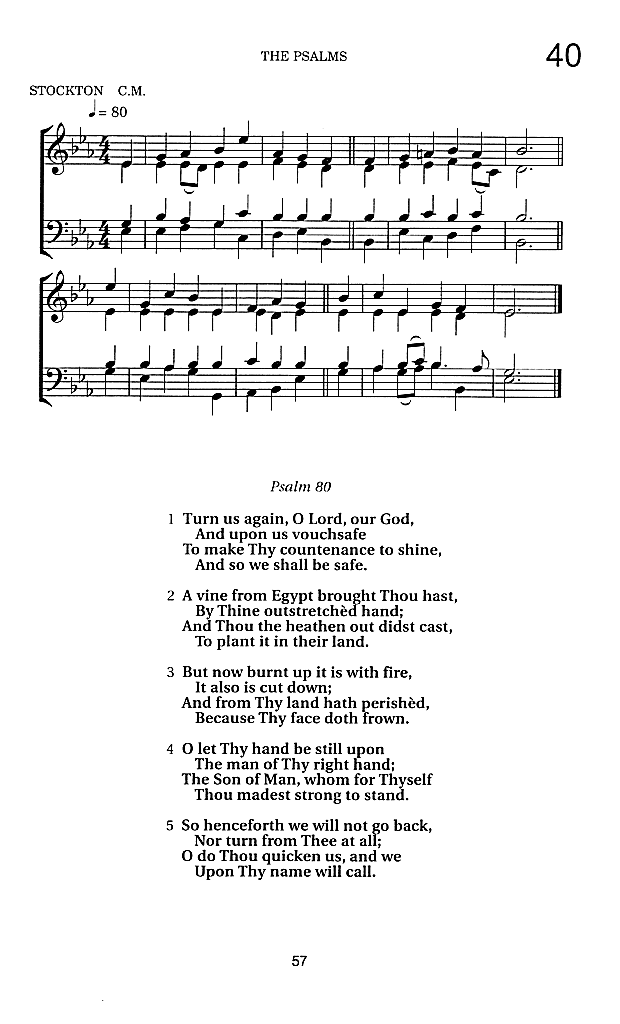 THE PSALMS
40
STOCKTON C.M.
♩= 80
Psalm 80
1 Turn us again, O Lord, our God,
And upon us vouchsafe
To make Thy countenance to shine,
And so we shall be safe.
2 A vine from Egypt brought Thou hast,
By Thine outstretchèd hand;
And Thou the heathen out didst cast,
To plant it in their land.
3 But now burnt up it is with fire,
It also is cut down;
And from Thy land hath perishèd,
Because Thy face doth frown.
4 O let Thy hand be still upon
The man of Thy right hand;
The Son of Man, whom for Thyself
Thou madest strong to stand.
5 So henceforth we will not go back,
Nor turn from Thee at all;
O do Thou quicken us, and we
Upon Thy name will call.
57